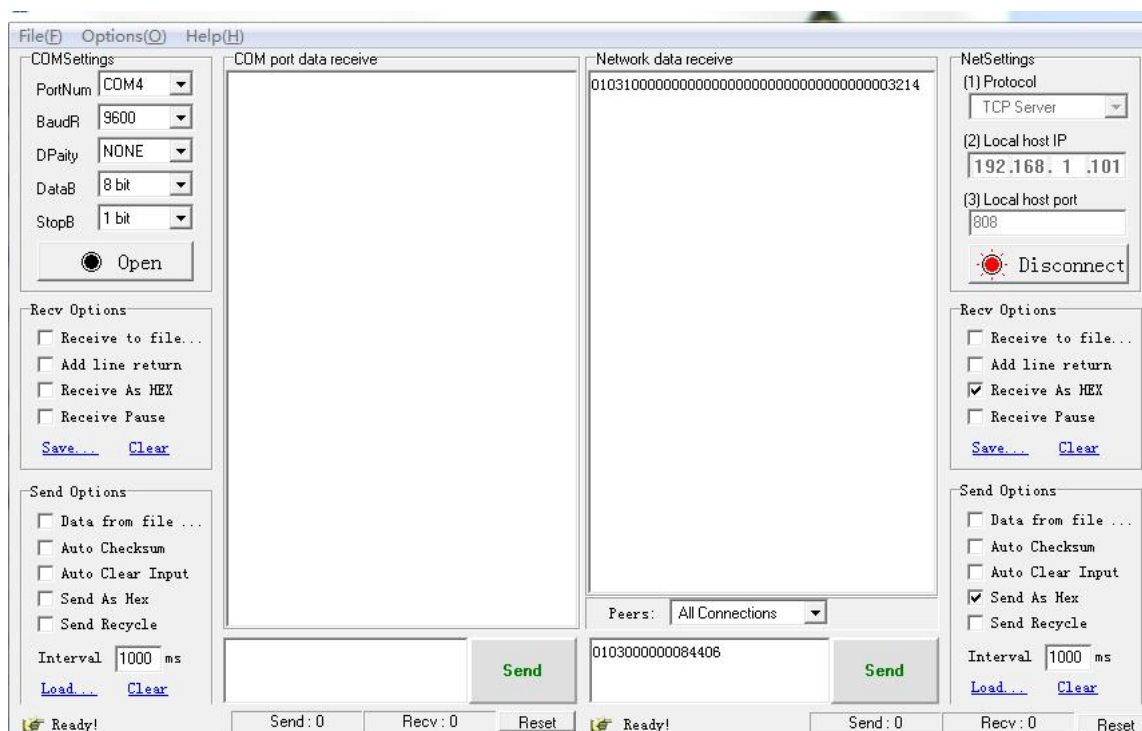 File(F) Options(O) Help(H)
COMSettings
PortNum COM4
BaudR 9600
DPaity NONE
DataB 8 bit
StopB 1 bit
Open
Recv Options
Receive to file...
Add line return
Receive As HEX
Receive Pause
Save... Clear
Send Options
Data from file ...
Auto Checksum
Auto Clear Input
Send As Hex
Send Recycle
Interval 1000 ms
Load... Clear
Ready!
COM port data receive
Send
Send : 0 Recv : 0 Reset
Network data receive
0103100000000000000000000000000000000000003214
Peers: All Connections
0103000000084406
Send
Ready!
Send : 0 Recv : 0 Reset
NetSettings
(1) Protocol
TCP Server
(2) Local host IP
192.168. 1 .101
(3) Local host port
808
Disconnect
Recv Options
Receive to file...
Add line return
Receive As HEX
Receive Pause
Save... Clear
Send Options
Data from file ...
Auto Checksum
Auto Clear Input
Send As Hex
Send Recycle
Interval 1000 ms
Load... Clear